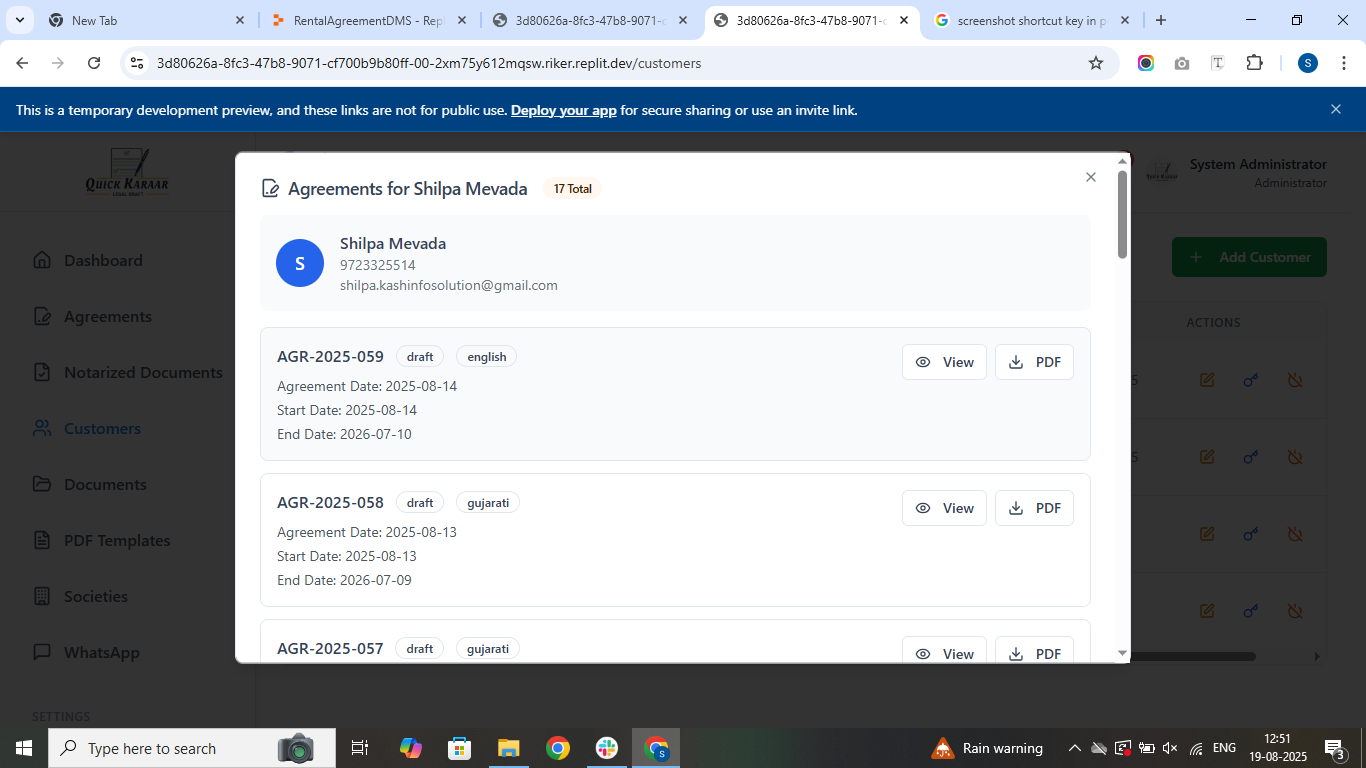 New Tab
RentalAgreementDMS - Repl
3d80626a-8fc3-47b8-9071-
3d80626a-8fc3-47b8-9071-
screenshot shortcut key in p
3d80626a-8fc3-47b8-9071-cf700b9b80ff-00-2xm75y612mqsw.riker.replit.dev/customers
S
This is a temporary development preview, and these links are not for public use. Deploy your app for secure sharing or use an invite link.
QUICK KARAAR
LEGAL DRAFT
System Administrator
Administrator
Dashboard
Agreements
Notarized Documents
Customers
Documents
PDF Templates
Societies
WhatsApp
SETTINGS
+ Add Customer
ACTIONS
5
5
Agreements for Shilpa Mevada
17 Total
S
Shilpa Mevada
9723325514
shilpa.kashinfosolution@gmail.com
AGR-2025-059 draft english
View PDF
Agreement Date: 2025-08-14
Start Date: 2025-08-14
End Date: 2026-07-10
AGR-2025-058 draft gujarati
View PDF
Agreement Date: 2025-08-13
Start Date: 2025-08-13
End Date: 2026-07-09
AGR-2025-057 draft gujarati
View PDF
Type here to search
S
Rain warning
ENG
12:51
19-08-2025
3